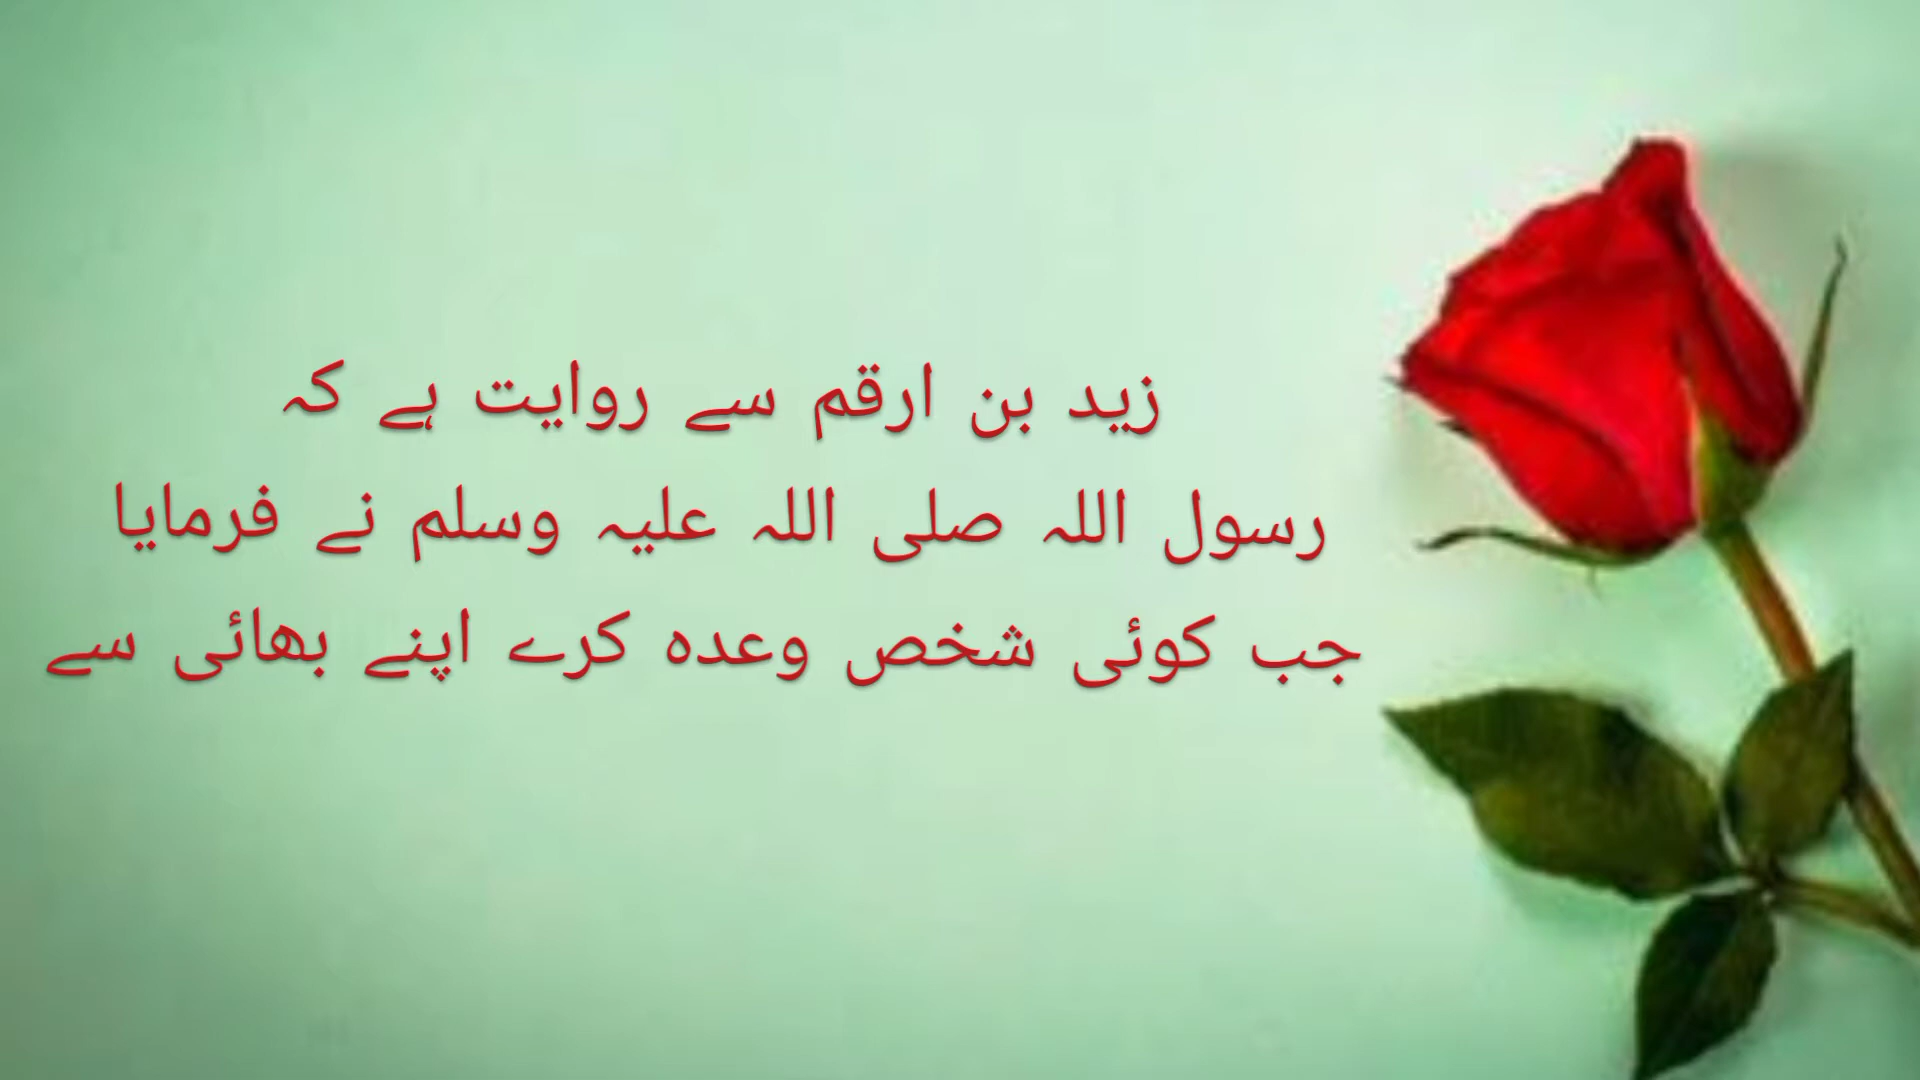 زید بن ارقم سے روایت ہے کہ
رسول اللہ صلی اللہ علیہ وسلم نے فرمایا
جب کوئی شخص وعدہ کرے اپنے بھائی سے